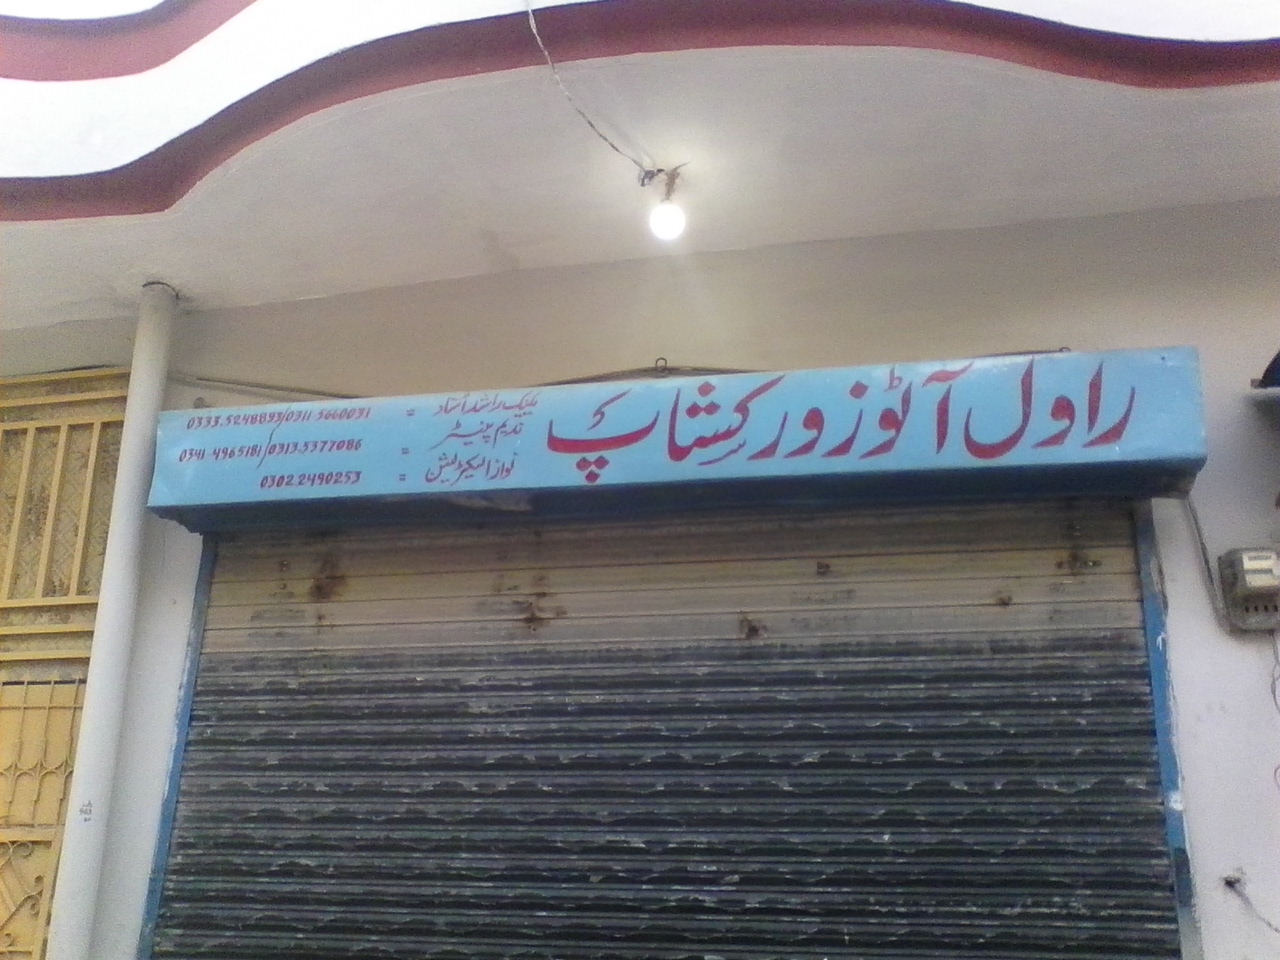 راول آٹوز ورکشاپ
مکینک راشد استاد = 0333.5248893/0311.5660031
ندیم پینٹر = 0341-4965181/0313.5377086
نواز الیکٹریشن = 0302.2490253